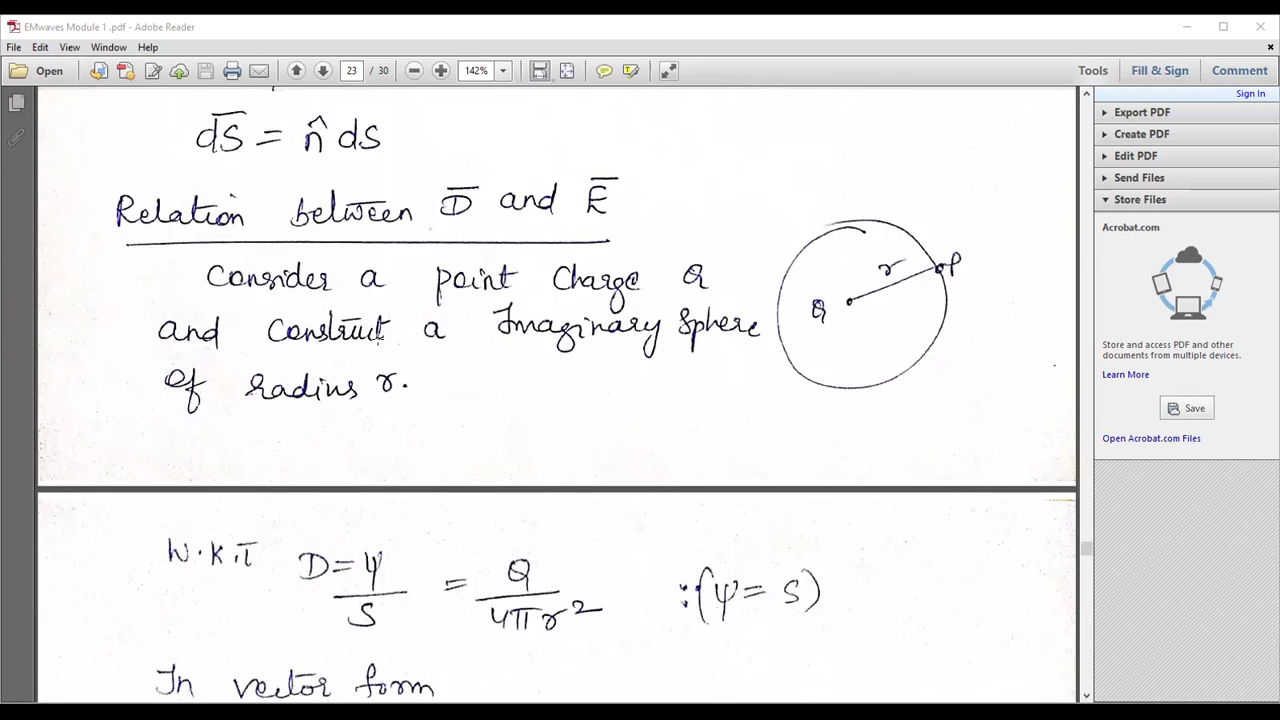 EMwaves Module 1 .pdf - Adobe Reader
File Edit View Window Help
Open 23 / 30 142% Tools Fill & Sign Comment
Sign In
Export PDF
Create PDF
Edit PDF
Send Files
Store Files
Acrobat.com
Store and access PDF and other
documents from multiple devices.
Learn More
Save
Open Acrobat.com Files
d̅S̅ = n̂ dS
Relation between D̅ and E̅
Consider a point Charge Q
and Construct a Imaginary Sphere
of radius r.
Q r P
W.K.T D = ψ/S = Q/4πr² ∵ (ψ = S)
In vector form